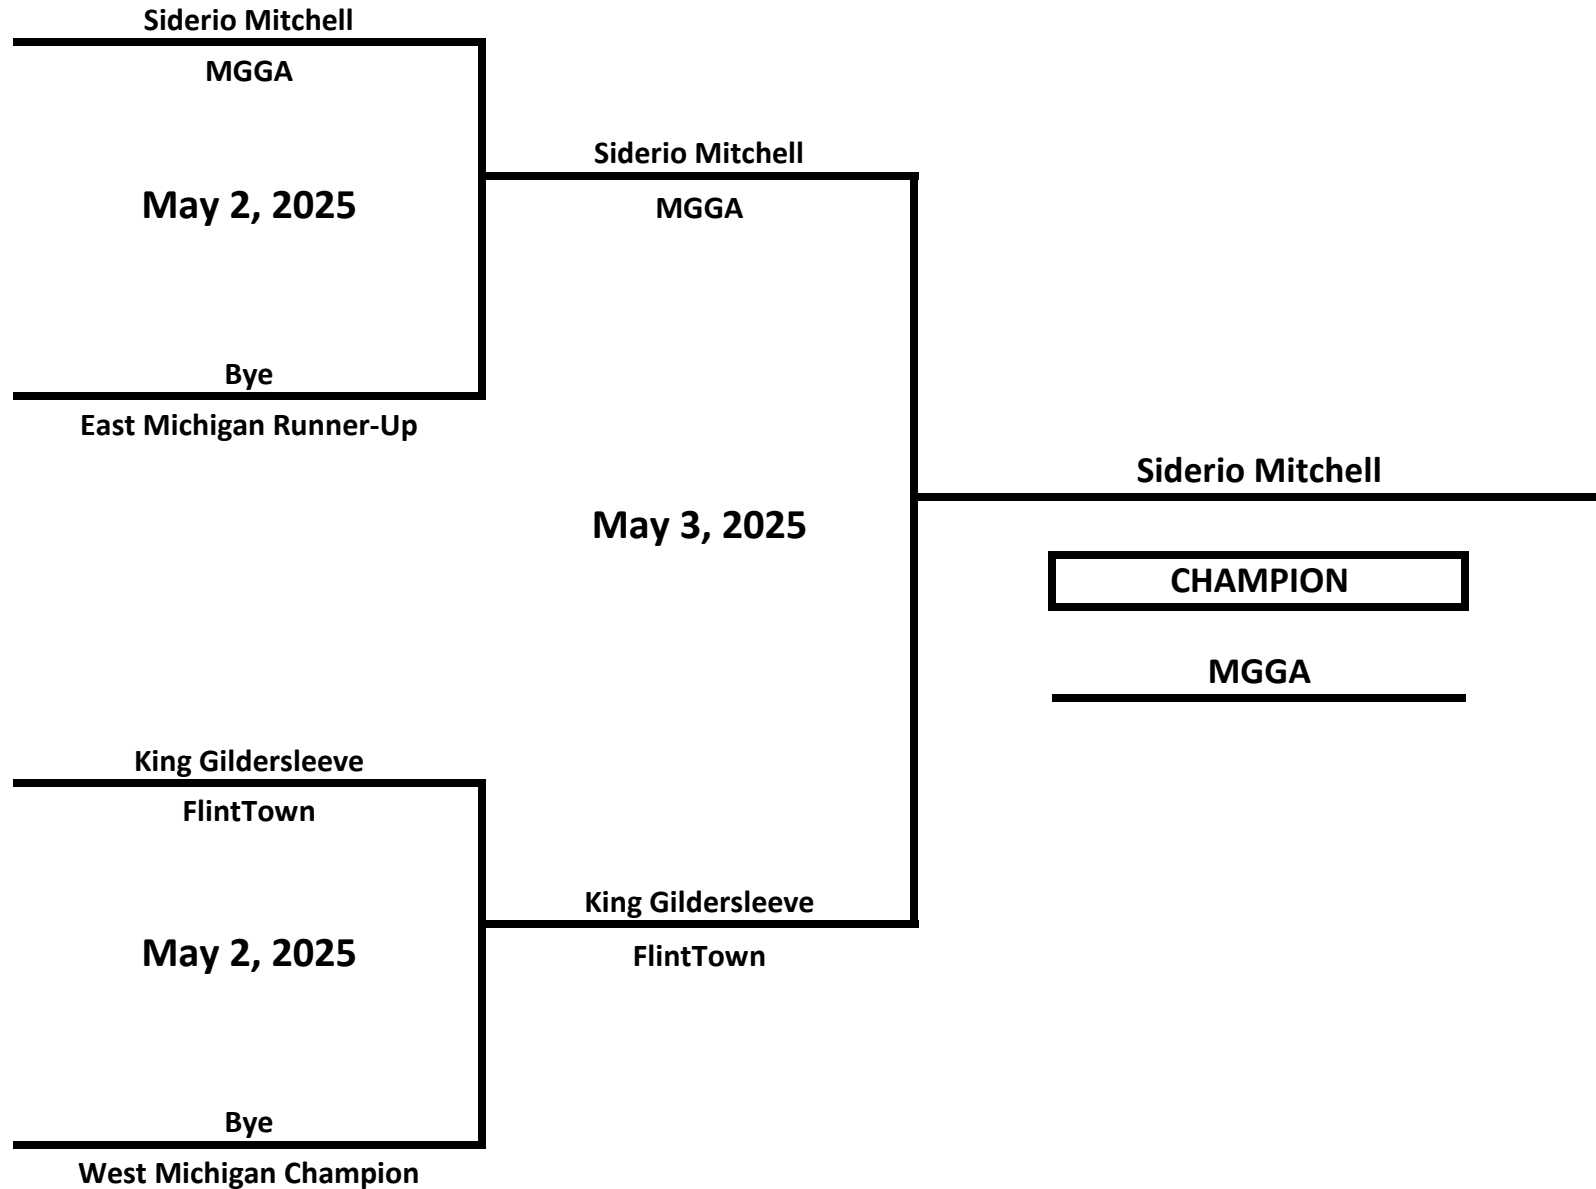 Siderio Mitchell
MGGA
May 2, 2025
Bye
East Michigan Runner-Up
Siderio Mitchell
MGGA
May 3, 2025
Siderio Mitchell
CHAMPION
MGGA
King Gildersleeve
FlintTown
May 2, 2025
Bye
West Michigan Champion
King Gildersleeve
FlintTown